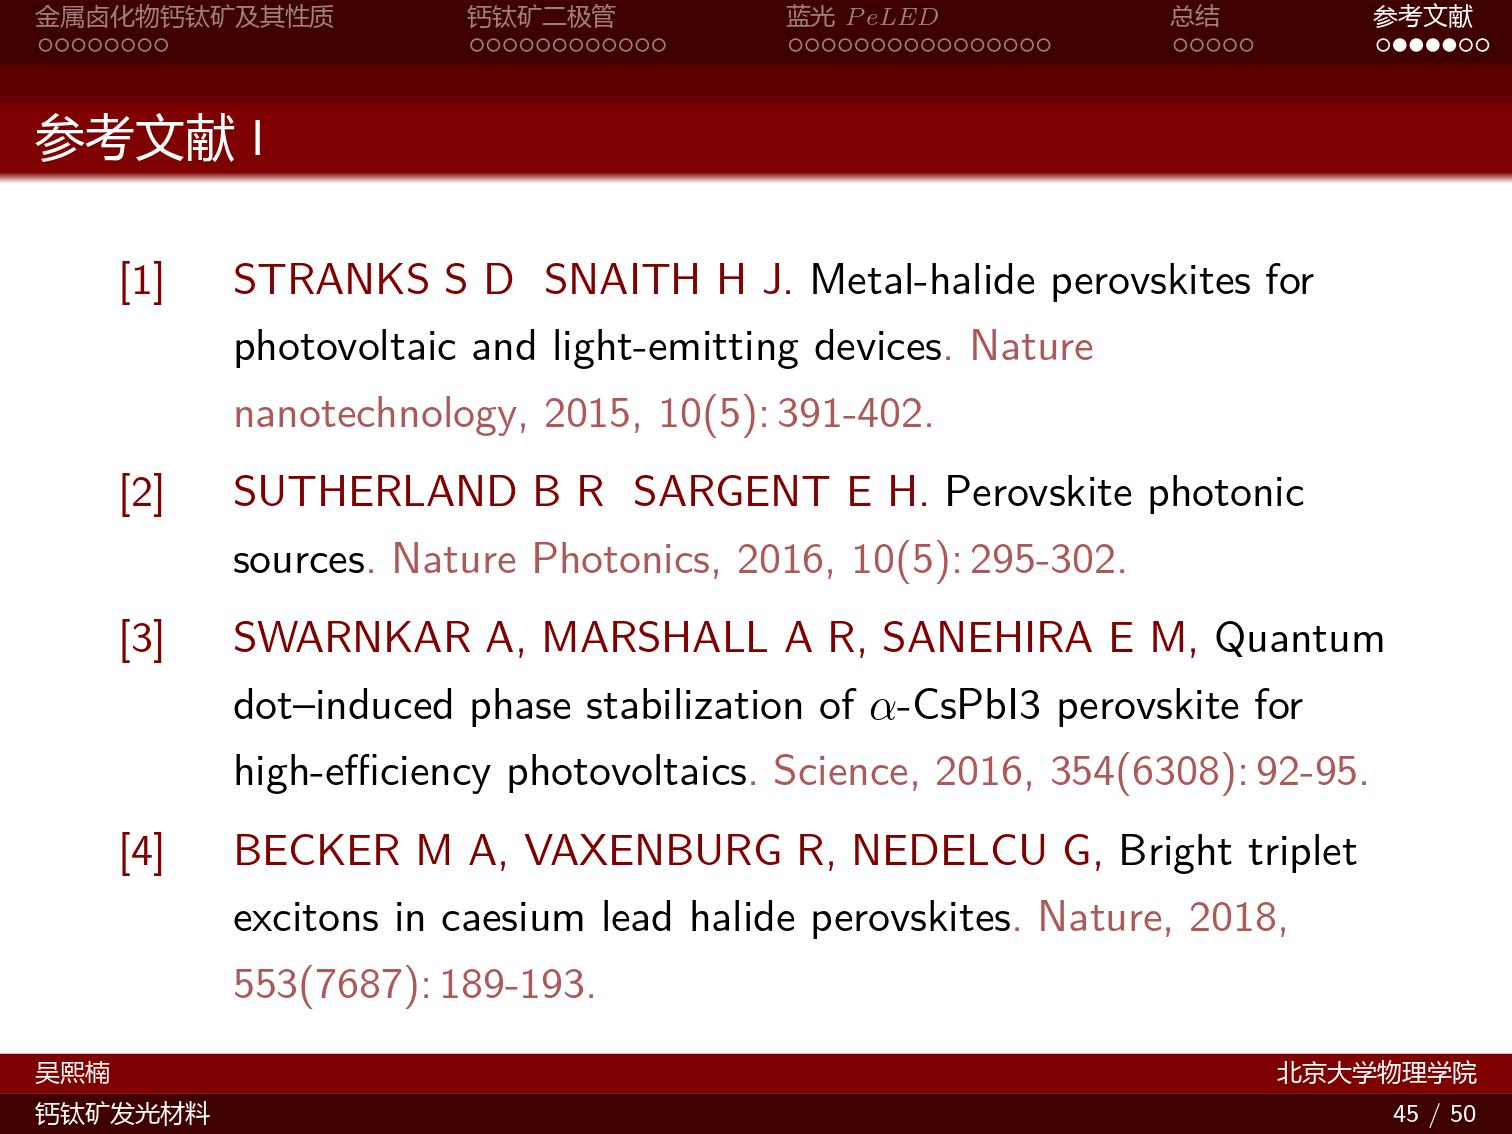 金属卤化物钙钛矿及其性质 钙钛矿二极管 蓝光 PeLED 总结 参考文献
参考文献 I
[1] STRANKS S D SNAITH H J. Metal-halide perovskites for
photovoltaic and light-emitting devices. Nature
nanotechnology, 2015, 10(5): 391-402.
[2] SUTHERLAND B R SARGENT E H. Perovskite photonic
sources. Nature Photonics, 2016, 10(5): 295-302.
[3] SWARNKAR A, MARSHALL A R, SANEHIRA E M, Quantum
dot–induced phase stabilization of α-CsPbI3 perovskite for
high-efficiency photovoltaics. Science, 2016, 354(6308): 92-95.
[4] BECKER M A, VAXENBURG R, NEDELCU G, Bright triplet
excitons in caesium lead halide perovskites. Nature, 2018,
553(7687): 189-193.
吴熙楠 北京大学物理学院
钙钛矿发光材料 45 / 50